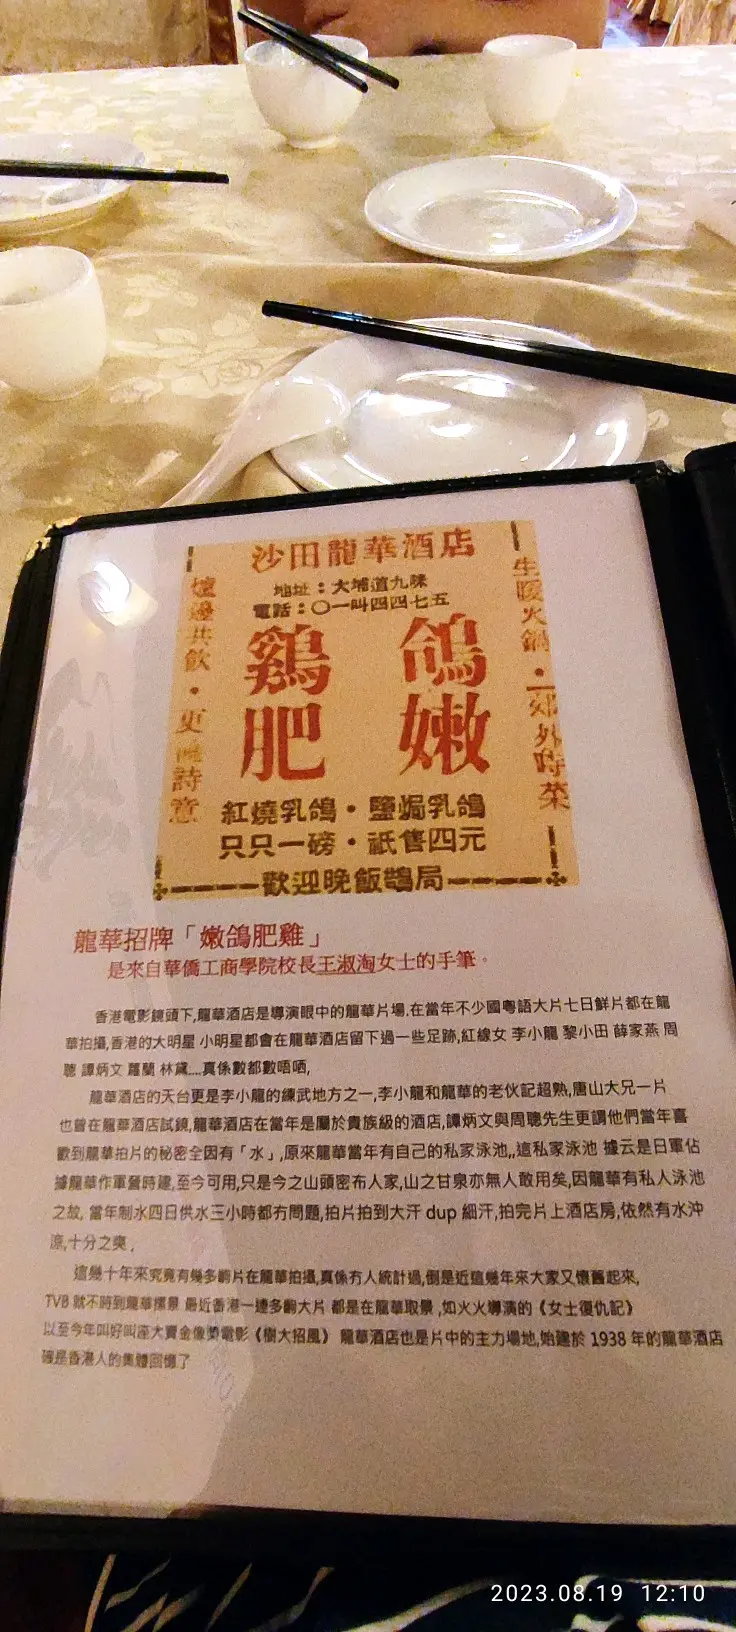 沙田龍華酒店
地址：大埔道九咪
電話：〇一叫四四七五
生暖火鍋·郊外時菜
鷄肥
鴿嫩
爐邊共飲·更 詩意
紅燒乳鴿·鹽焗乳鴿
只只一磅·祇售四元
歡迎晚飯鵲局
龍華招牌「嫩鴿肥雞」
是來自華僑工商學院校長王淑淘女士的手筆。
香港電影鏡頭下,龍華酒店是導演眼中的龍華片場,在當年不少國粵語大片七日鮮片都在龍
華拍攝,香港的大明星 小明星都會在龍華酒店留下過一些足跡,紅線女 李小龍 黎小田 薛家燕 周
聰 譚炳文 蘿蘭 林黛....真係數都數唔哂,
龍華酒店的天台更是李小龍的練武地方之一,李小龍和龍華的老伙記超熟,唐山大兄一片
也曾在龍華酒店試鏡,龍華酒店在當年是屬於貴族級的酒店,譚炳文與周聰先生更謂他們當年喜
歡到龍華拍片的秘密全因有「水」,原來龍華當年有自己的私家泳池,,這私家泳池 據云是日軍佔
據龍華作軍營時建,至今可用,只是今之山頭密布人家,山之甘泉亦無人敢用矣,因龍華有私人泳池
之故, 當年制水四日供水三小時都冇問題,拍片拍到大汗 dup 細汗,拍完片上酒店房,依然有水沖
涼,十分之爽 ,
這幾十年來究竟有幾多齣片在龍華拍攝,真係冇人統計過,倒是近這幾年來大家又懷舊起來,
TVB 就不時到龍華攞景 最近香港一連多齣大片 都是在龍華取景 ,如火火導演的《女士復仇記》
以至今年叫好叫座大賣金像獎電影《樹大招風》 龍華酒店也是片中的主力場地,始建於 1938 年的龍華酒店
確是香港人的集體回憶了
2023.08.19 12:10